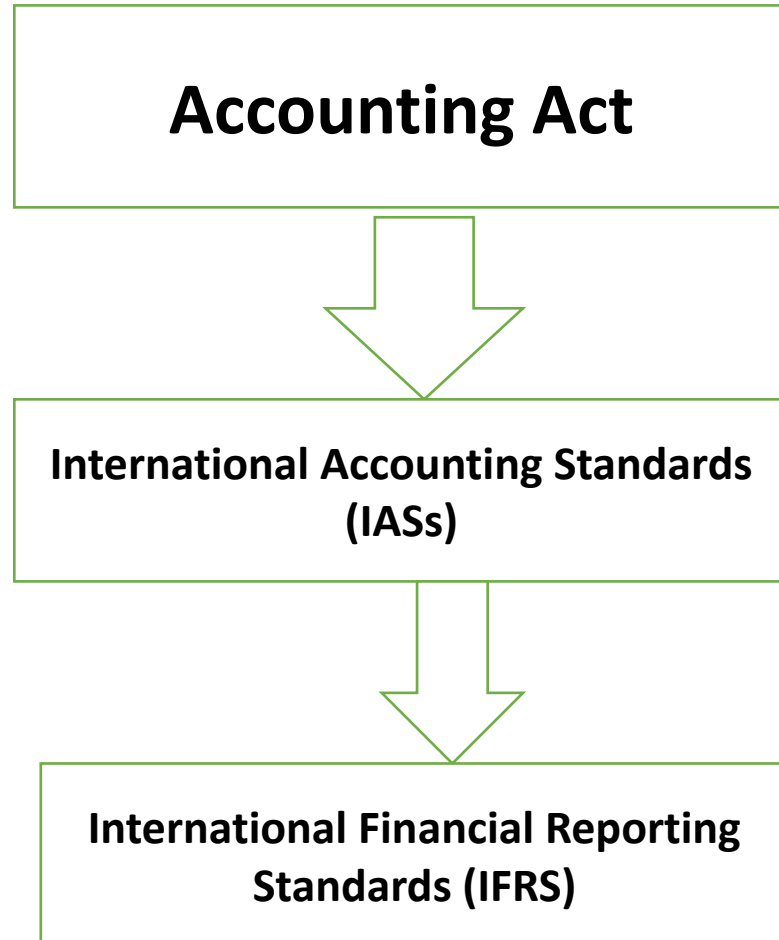 Accounting Act
International Accounting Standards
(IASs)
International Financial Reporting
Standards (IFRS)